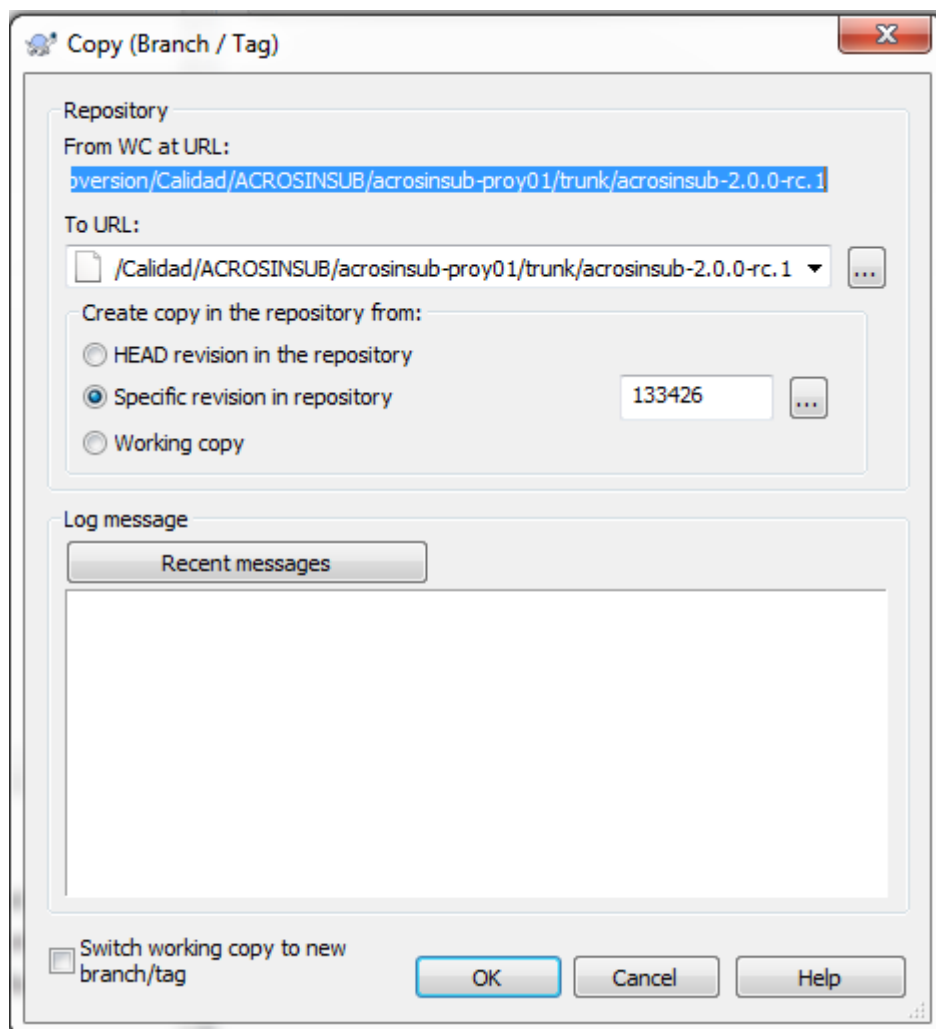 Copy (Branch / Tag)
Repository
From WC at URL:
oversion/Calidad/ACROSINSUB/acrosinsub-proy01/trunk/acrosinsub-2.0.0-rc.1
To URL:
/Calidad/ACROSINSUB/acrosinsub-proy01/trunk/acrosinsub-2.0.0-rc.1 ...
Create copy in the repository from:
HEAD revision in the repository
Specific revision in repository 133426 ...
Working copy
Log message
Recent messages
Switch working copy to new
branch/tag
OK Cancel Help